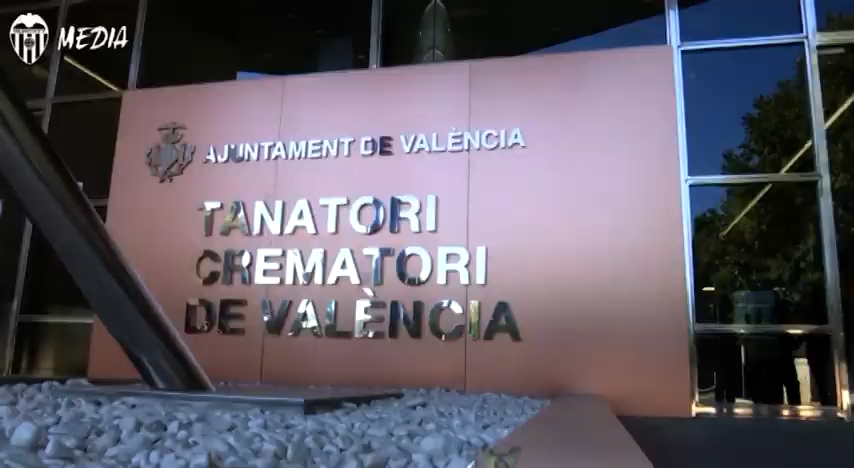 MEDIA
AJUNTAMENT DE VALÈNCIA
TANATORI
CREMATORI
DE VALÈNCIA